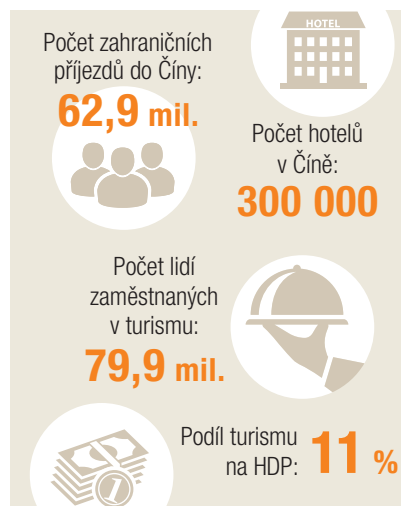 HOTEL
Počet zahraničních
příjezdů do Číny:
62,9 mil.
Počet hotelů
v Číně:
300 000
Počet lidí
zaměstnaných
v turismu:
79,9 mil.
Podíl turismu
na HDP: 11 %
1